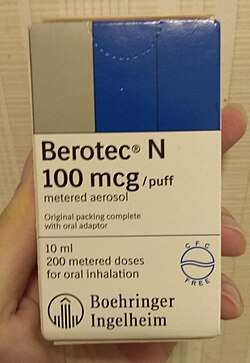 Berotec® N
100 mcg/puff
metered aerosol
Original packing complete
with oral adaptor
10 ml
200 metered doses
for oral inhalation
CFC
FREE
Boehringer
Ingelheim